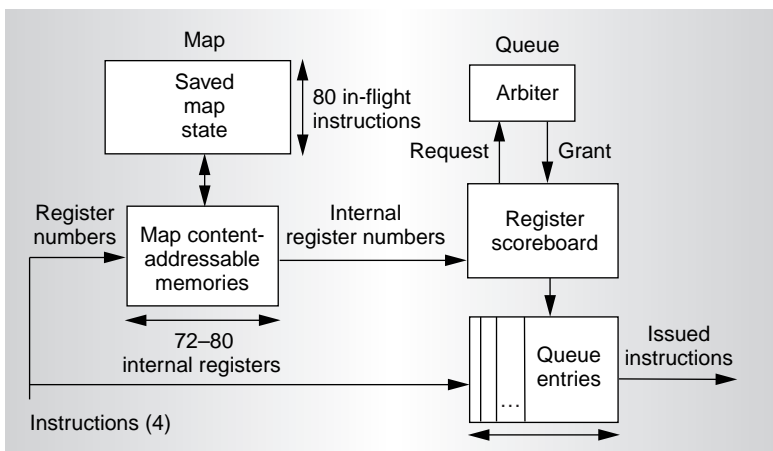 Map
Queue
Saved
map
state
80 in-flight
instructions
Arbiter
Request
Grant
Register
numbers
Map content-
addressable
memories
Internal
register numbers
Register
scoreboard
72–80
internal registers
Queue
entries
...
Issued
instructions
Instructions (4)